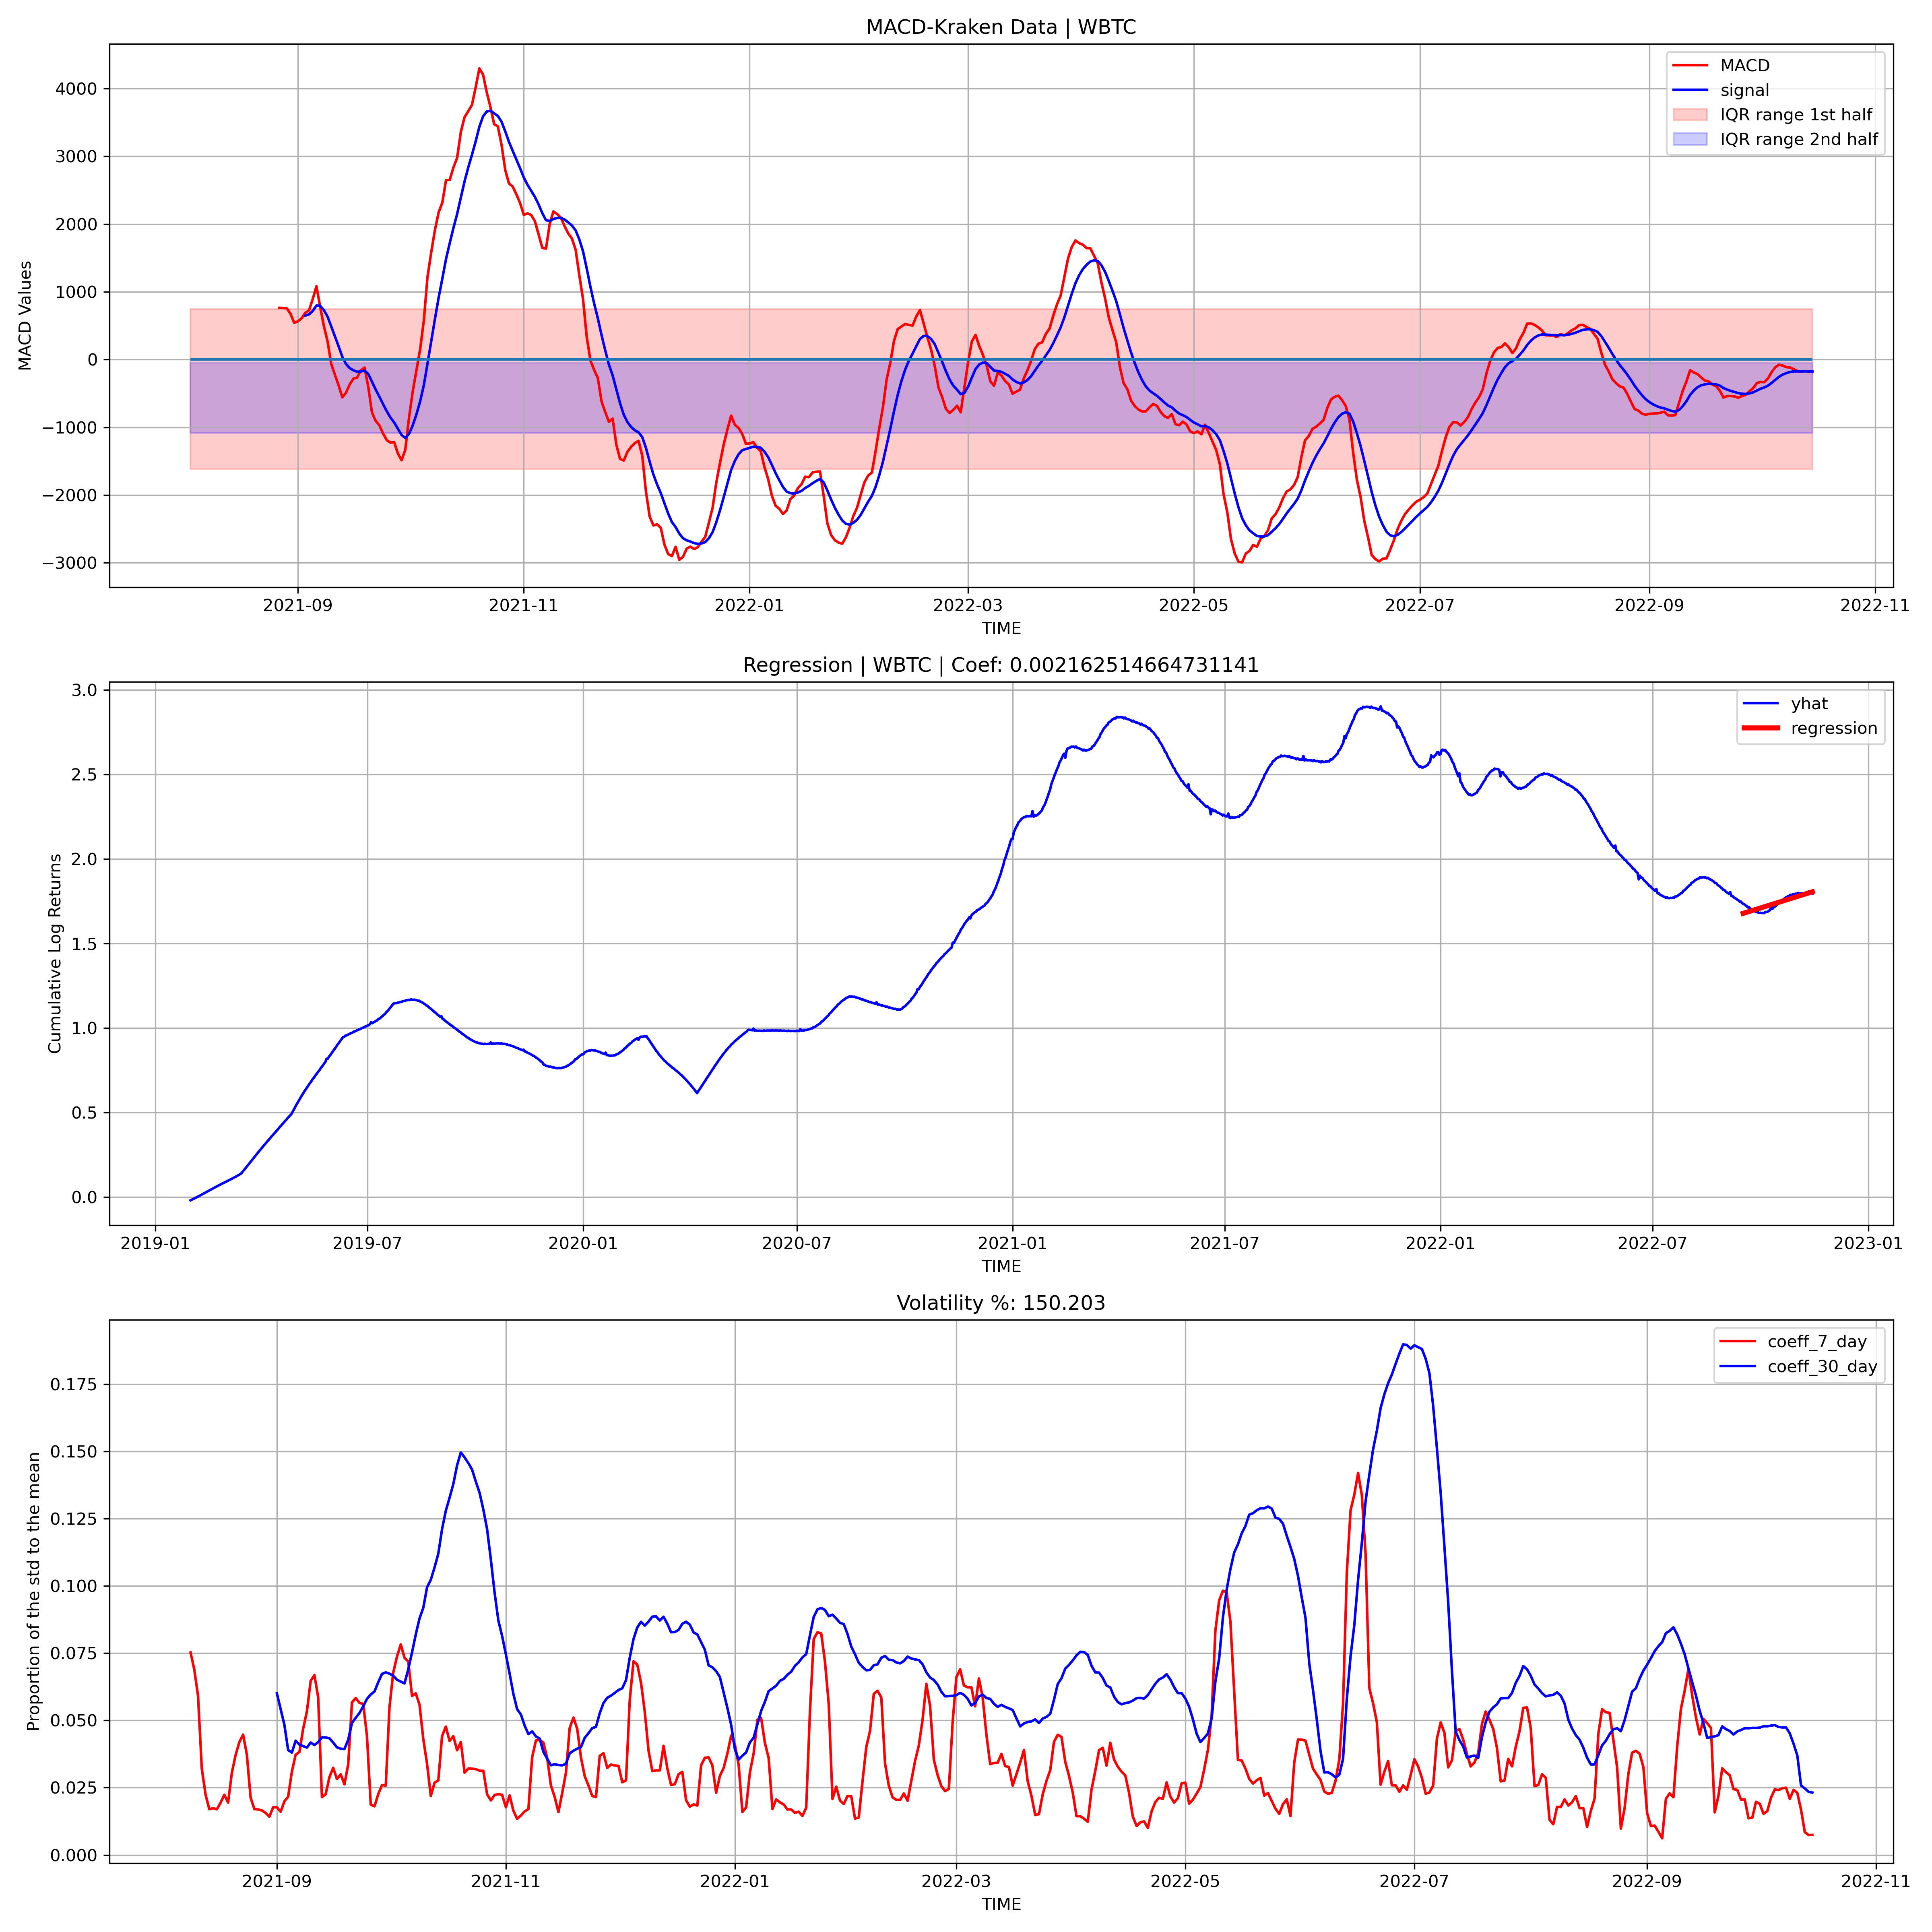 MACD-Kraken Data | WBTC
MACD
signal
IQR range 1st half
IQR range 2nd half
MACD Values
4000
3000
2000
1000
0
−1000
−2000
−3000
2021-09 2021-11 2022-01 2022-03 2022-05 2022-07 2022-09 2022-11
TIME
Regression | WBTC | Coef: 0.002162514664731141
yhat
regression
Cumulative Log Returns
3.0
2.5
2.0
1.5
1.0
0.5
0.0
2019-01 2019-07 2020-01 2020-07 2021-01 2021-07 2022-01 2022-07 2023-01
TIME
Volatility %: 150.203
coeff_7_day
coeff_30_day
Proportion of the std to the mean
0.175
0.150
0.125
0.100
0.075
0.050
0.025
0.000
2021-09 2021-11 2022-01 2022-03 2022-05 2022-07 2022-09 2022-11
TIME